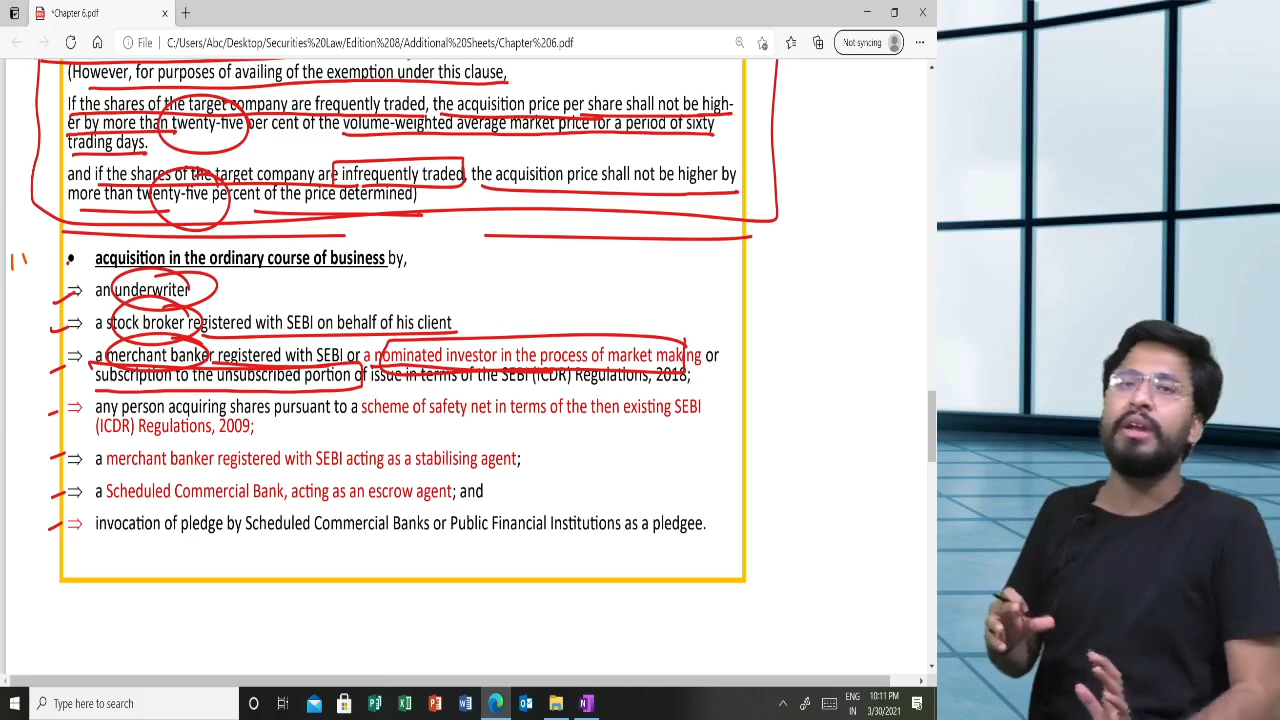 *Chapter 6.pdf
File
C:/Users/Abc/Desktop/Securities%20Law/Edition%208/Additional%20Sheets/Chapter%206.pdf
Not syncing
(However, for purposes of availing of the exemption under this clause,
If the shares of the target company are frequently traded, the acquisition price per share shall not be high-
er by more than twenty-five per cent of the volume-weighted average market price for a period of sixty
trading days.
and if the shares of the target company are infrequently traded, the acquisition price shall not be higher by
more than twenty-five percent of the price determined)
• acquisition in the ordinary course of business by,
⇒ an underwriter
⇒ a stock broker registered with SEBI on behalf of his client
⇒ a merchant banker registered with SEBI or a nominated investor in the process of market making or
subscription to the unsubscribed portion of issue in terms of the SEBI (ICDR) Regulations, 2018;
⇒ any person acquiring shares pursuant to a scheme of safety net in terms of the then existing SEBI
(ICDR) Regulations, 2009;
⇒ a merchant banker registered with SEBI acting as a stabilising agent;
⇒ a Scheduled Commercial Bank, acting as an escrow agent; and
⇒ invocation of pledge by Scheduled Commercial Banks or Public Financial Institutions as a pledgee.
Type here to search
ENG
IN
10:11 PM
3/30/2021